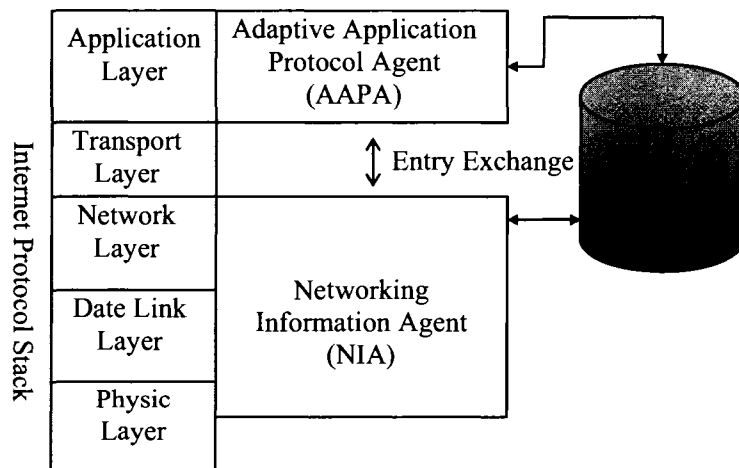 Application
Layer
Adaptive Application
Protocol Agent
(AAPA)
Transport
Layer
Entry Exchange
Network
Layer
Date Link
Layer
Physic
Layer
Networking
Information Agent
(NIA)
Internet Protocol Stack